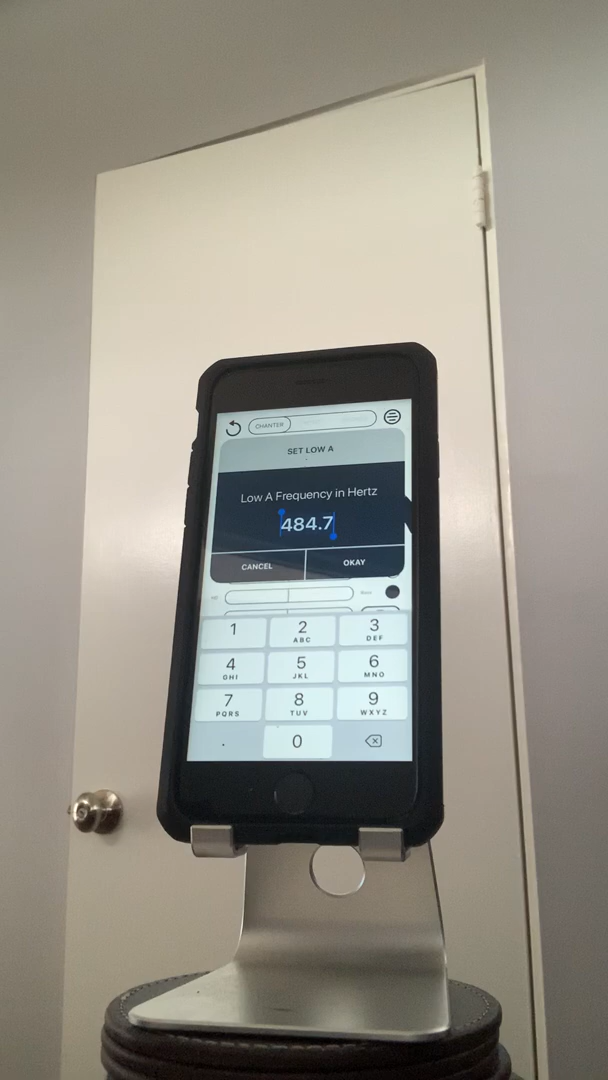 CHANTER
SET LOW A
Low A Frequency in Hertz
484.7
CANCEL OKAY
1 2 3
ABC DEF
4 5 6
GHI JKL MNO
7 8 9
PQRS TUV WXYZ
. 0